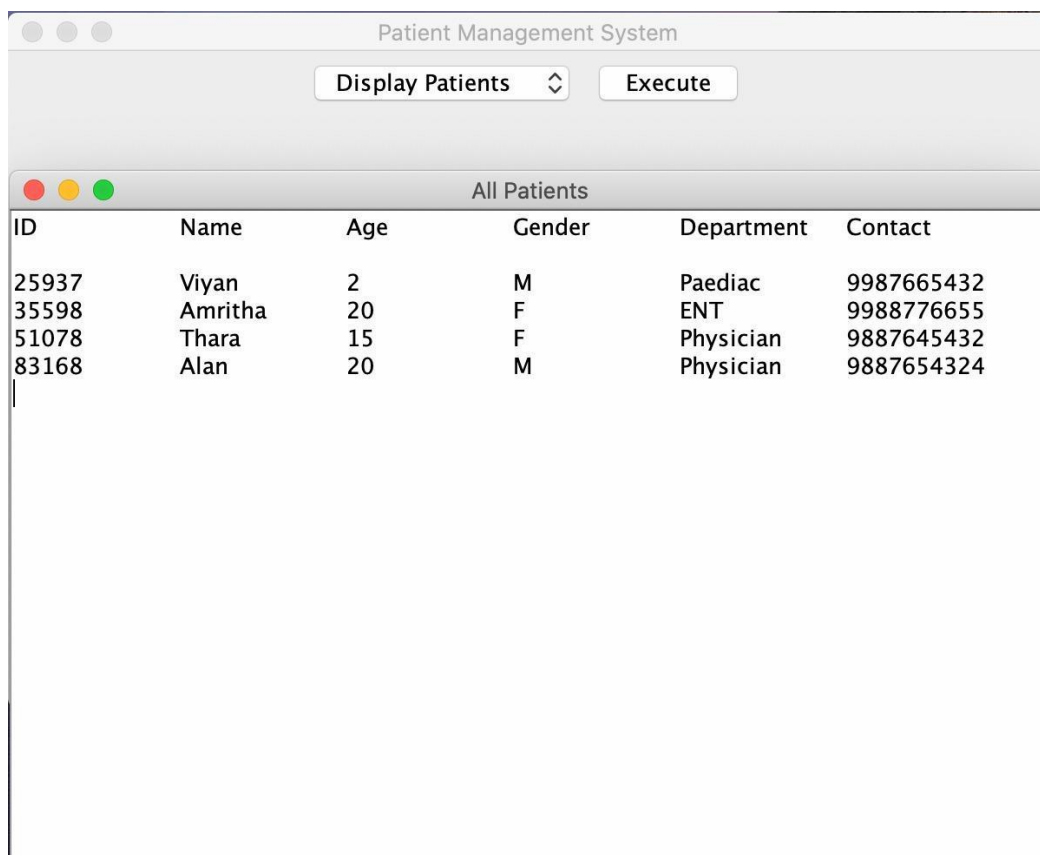 Patient Management System
Display Patients Execute
All Patients
ID Name Age Gender Department Contact
25937 Viyan 2 M Paediac 9987665432
35598 Amritha 20 F ENT 9988776655
51078 Thara 15 F Physician 9887645432
83168 Alan 20 M Physician 9887654324